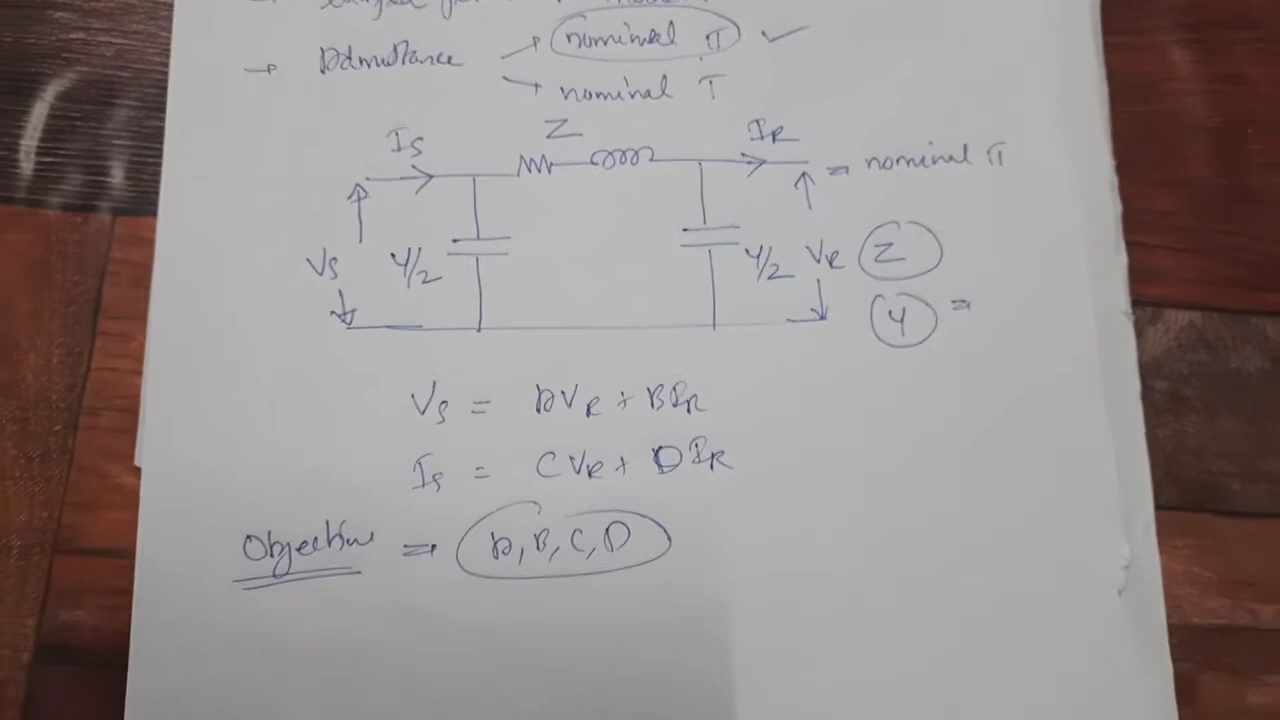 → Admittance → nominal π ✓
→ nominal T
Z
Is
IR
= nominal π
Vs
Y/2
Y/2
VR
Z
Y =
Vs = AVR + BIR
Is = CVR + DIR
Objective = A, B, C, D